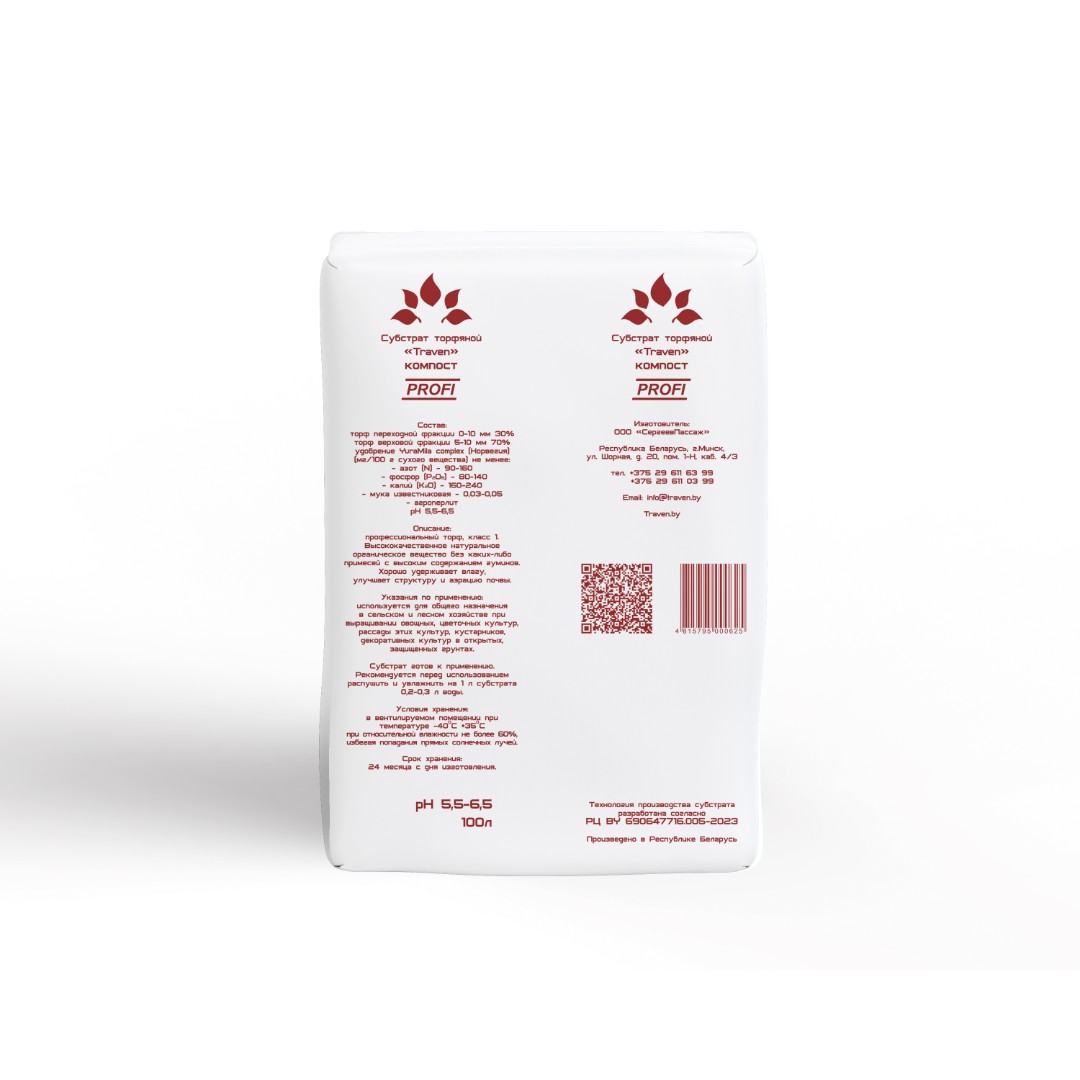 Субстрат торфяной
«Traven»
КОМПОСТ
PROFI
Состав:
торф переходной фракции 0-10 мм 30%
торф верховой фракции 5-10 мм 70%
удобрение YuraMila complex (Норвегия)
(мг/100 г сухого вещества) не менее:
- азот (N) - 90-160
- фосфор (P₂O₅) - 80-140
- калий (K₂O) - 160-240
- мука известняковая - 0,03-0,05
- агроперлит
pH 5,5-6,5
Описание:
профессиональный торф, класс 1.
Высококачественное натуральное
органическое вещество без каких-либо
примесей с высоким содержанием гуминов.
Хорошо удерживает влагу,
улучшает структуру и аэрацию почвы.
Указания по применению:
используется для общего назначения
в сельском и лесном хозяйстве при
выращивании овощных, цветочных культур,
рассады этих культур, кустарников,
декоративных культур в открытых,
защищенных грунтах.
Субстрат готов к применению.
Рекомендуется перед использованием
распушить и увлажнить на 1 л субстрата
0,2-0,3 л воды.
Условия хранения:
в вентилируемом помещении при
температуре -40°C +35°C
при относительной влажности не более 60%,
избегая попадания прямых солнечных лучей.
Срок хранения:
24 месяца с дня изготовления.
pH 5,5-6,5
100л
Субстрат торфяной
«Traven»
КОМПОСТ
PROFI
Изготовитель:
ООО «СергеевПассаж»
Республика Беларусь, г.Минск,
ул. Шорная, д. 20, пом. 1-Н, каб. 4/3
тел. +375 29 611 63 99
+375 29 611 03 99
Email: info@traven.by
Traven.by
4 815795 000625
Технология производства субстрата
разработана согласно
РЦ BY 690647716.005-2023
Произведено в Республике Беларусь